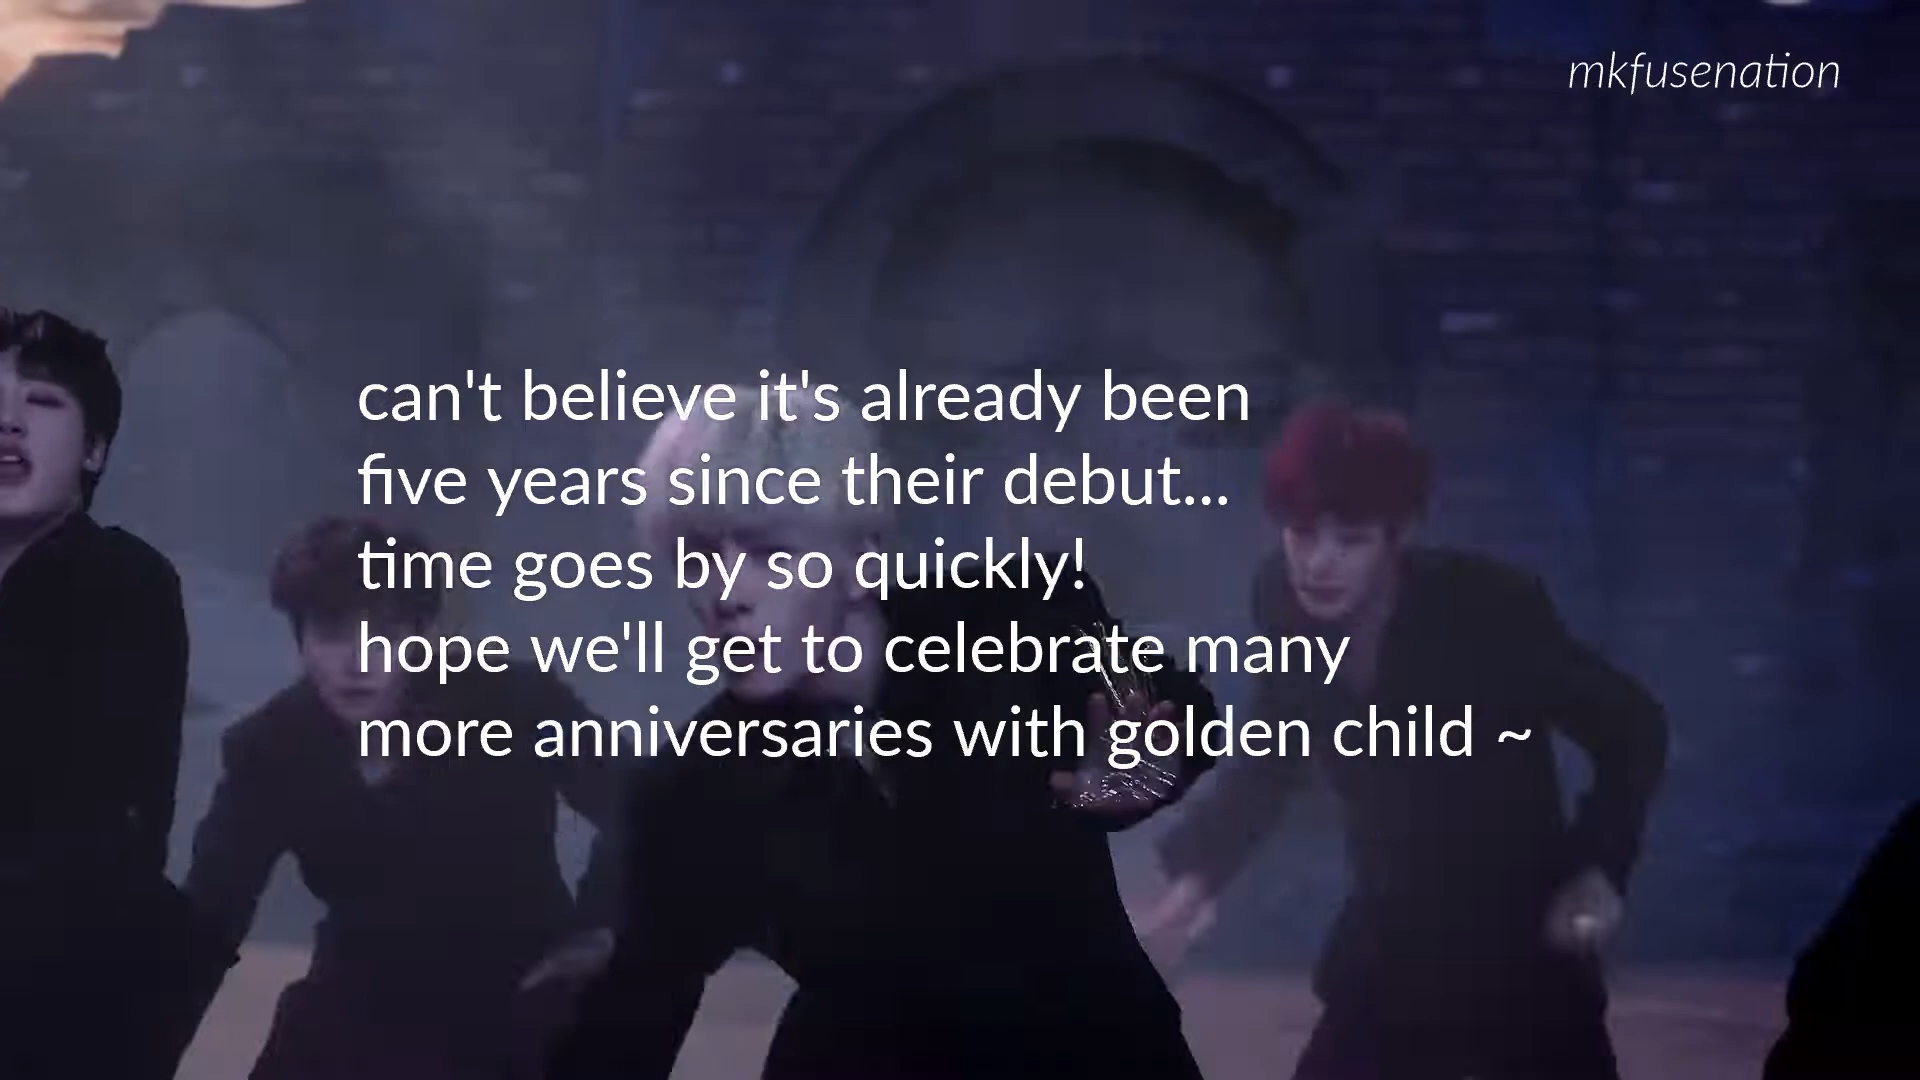 mkfusenation
can't believe it's already been
five years since their debut...
time goes by so quickly!
hope we'll get to celebrate many
more anniversaries with golden child ~